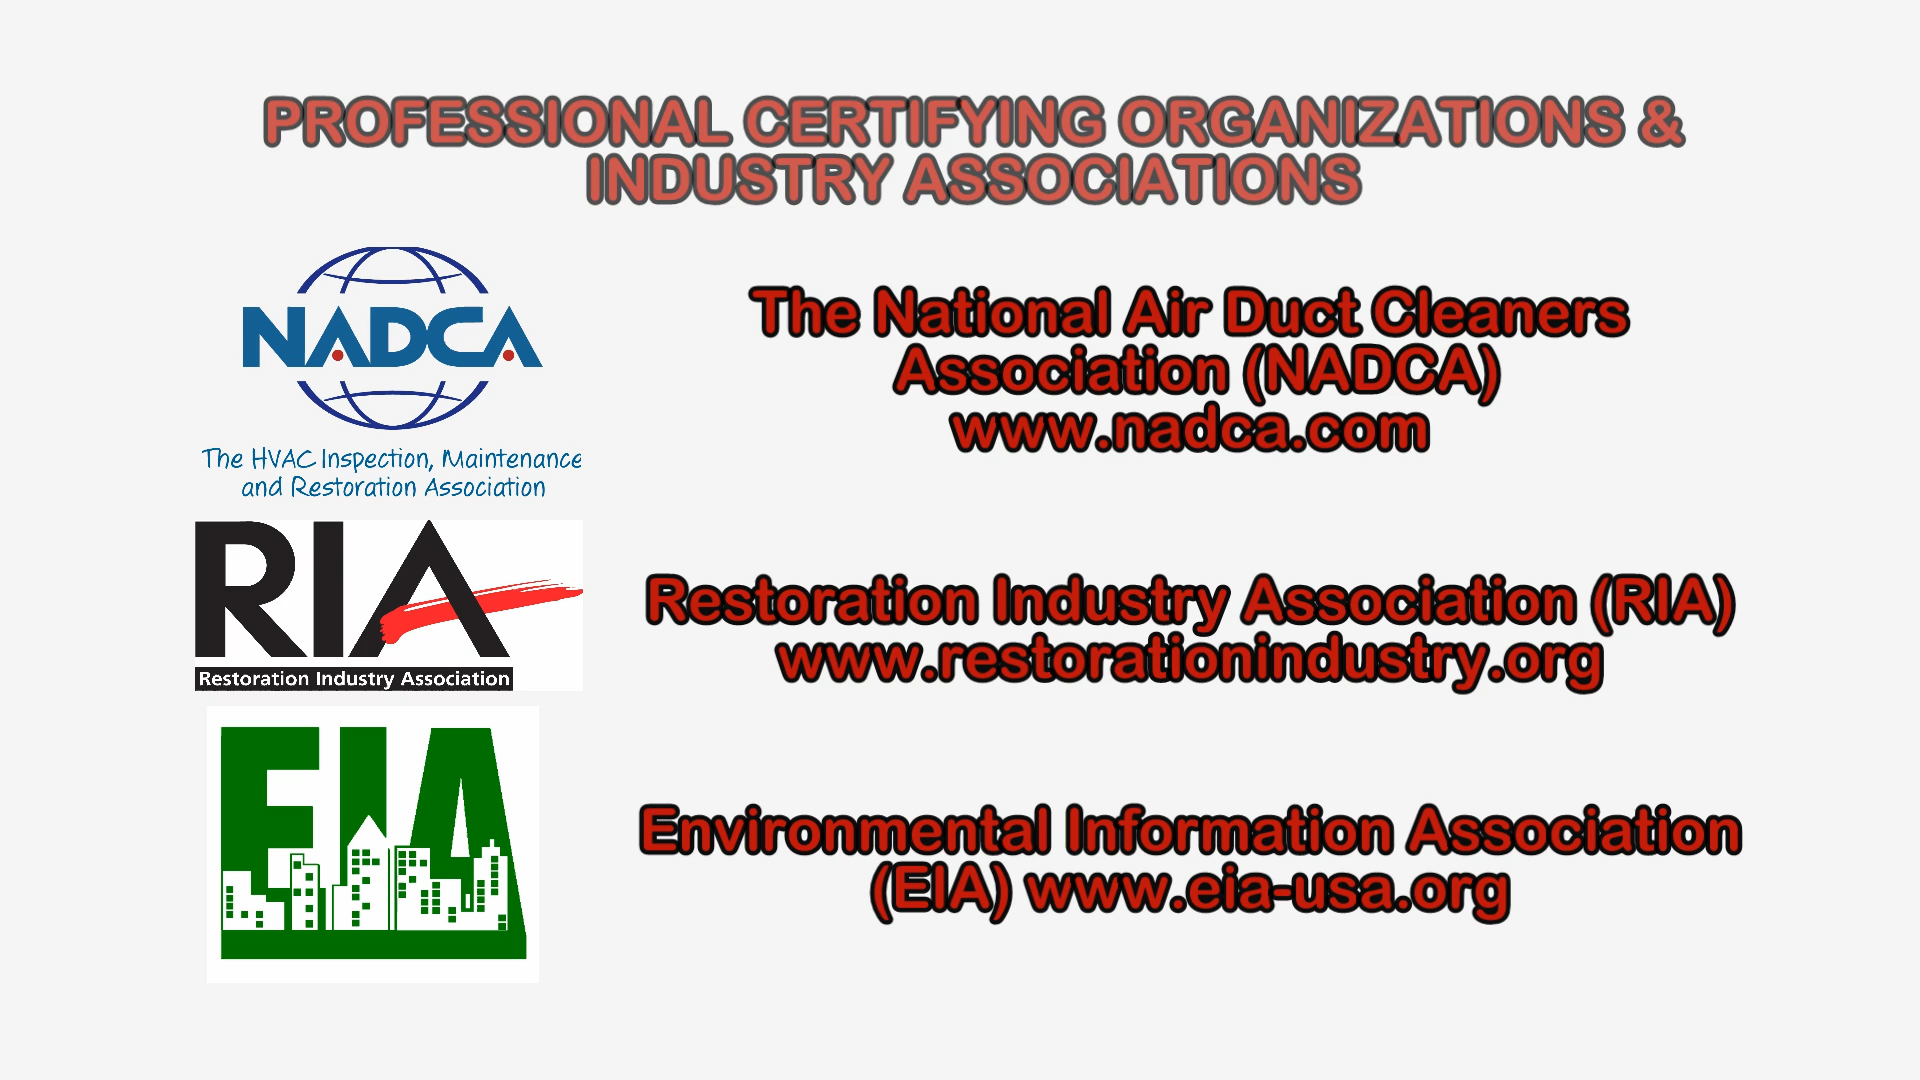 PROFESSIONAL CERTIFYING ORGANIZATIONS &
INDUSTRY ASSOCIATIONS
NADCA
The HVAC Inspection, Maintenance
and Restoration Association
The National Air Duct Cleaners
Association (NADCA)
www.nadca.com
RIA
Restoration Industry Association
Restoration Industry Association (RIA)
www.restorationindustry.org
EIA
Environmental Information Association
(EIA) www.eia-usa.org